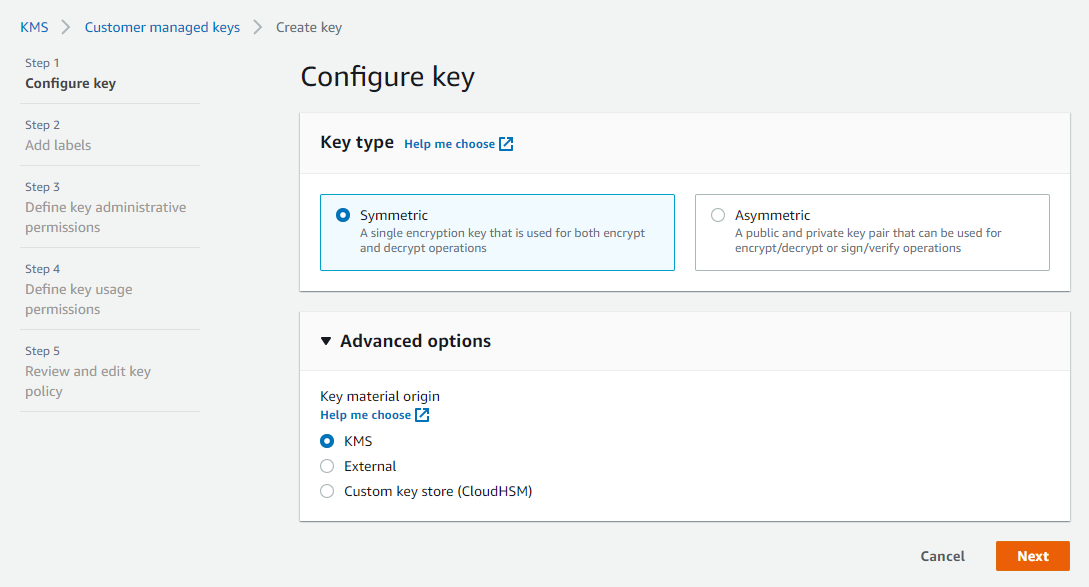 KMS > Customer managed keys > Create key
Step 1
Configure key
Step 2
Add labels
Step 3
Define key administrative
permissions
Step 4
Define key usage
permissions
Step 5
Review and edit key
policy
Configure key
Key type Help me choose
Symmetric
A single encryption key that is used for both encrypt
and decrypt operations
Asymmetric
A public and private key pair that can be used for
encrypt/decrypt or sign/verify operations
Advanced options
Key material origin
Help me choose
KMS
External
Custom key store (CloudHSM)
Cancel Next